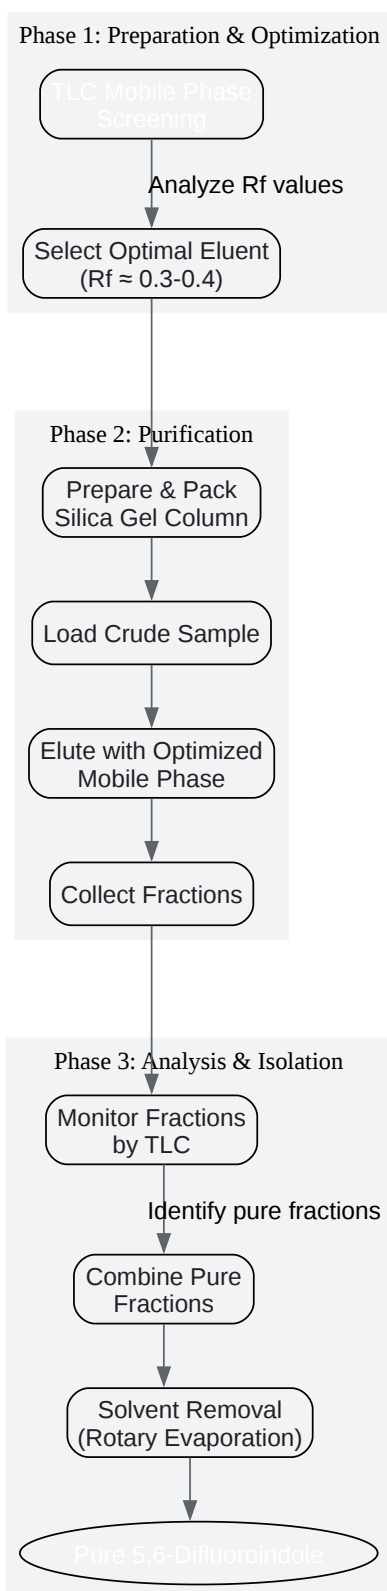 Phase 1: Preparation & Optimization
TLC Mobile Phase
Screening
Analyze Rf values
Select Optimal Eluent
(Rf ≈ 0.3-0.4)
Phase 2: Purification
Prepare & Pack
Silica Gel Column
Load Crude Sample
Elute with Optimized
Mobile Phase
Collect Fractions
Phase 3: Analysis & Isolation
Monitor Fractions
by TLC
Identify pure fractions
Combine Pure
Fractions
Solvent Removal
(Rotary Evaporation)
Pure 5,6-Difluoroindole